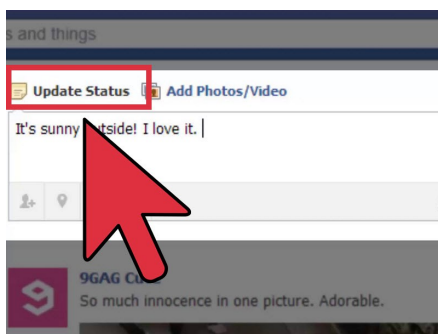 s and things
Update Status Add Photos/Video
It's sunny outside! I love it.
9GAG
So much innocence in one picture. Adorable.